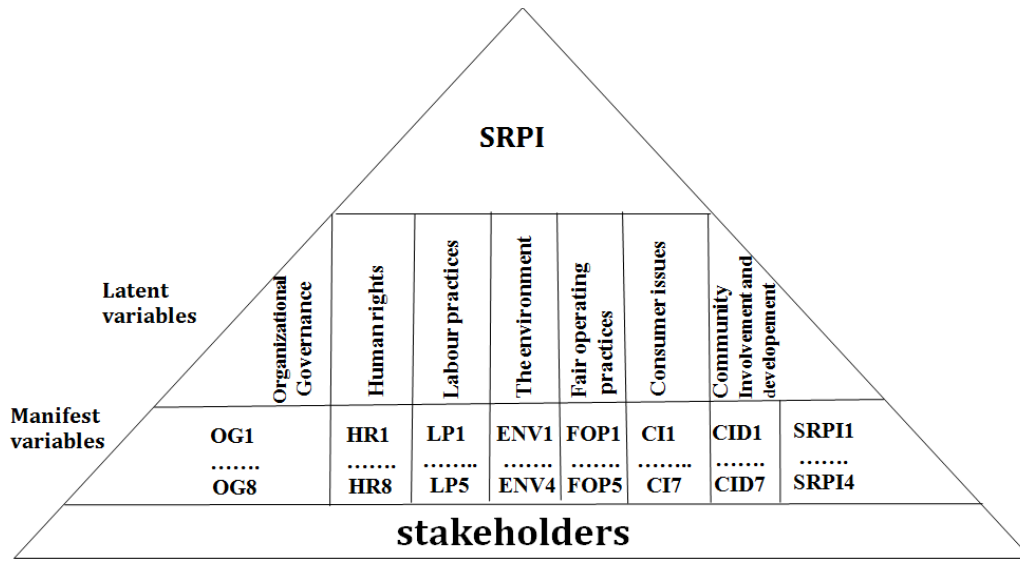 SRPI
Latent
variables
Organizational
Governance
Human rights
Labour practices
The environment
Fair operating
practices
Consumer issues
Community
Involvement and
developement
Manifest
variables
OG1
.......
OG8
HR1
.......
HR8
LP1
........
LP5
ENV1
.......
ENV4
FOP1
.......
FOP5
CI1
........
CI7
CID1
.......
CID7
SRPI1
.......
SRPI4
stakeholders